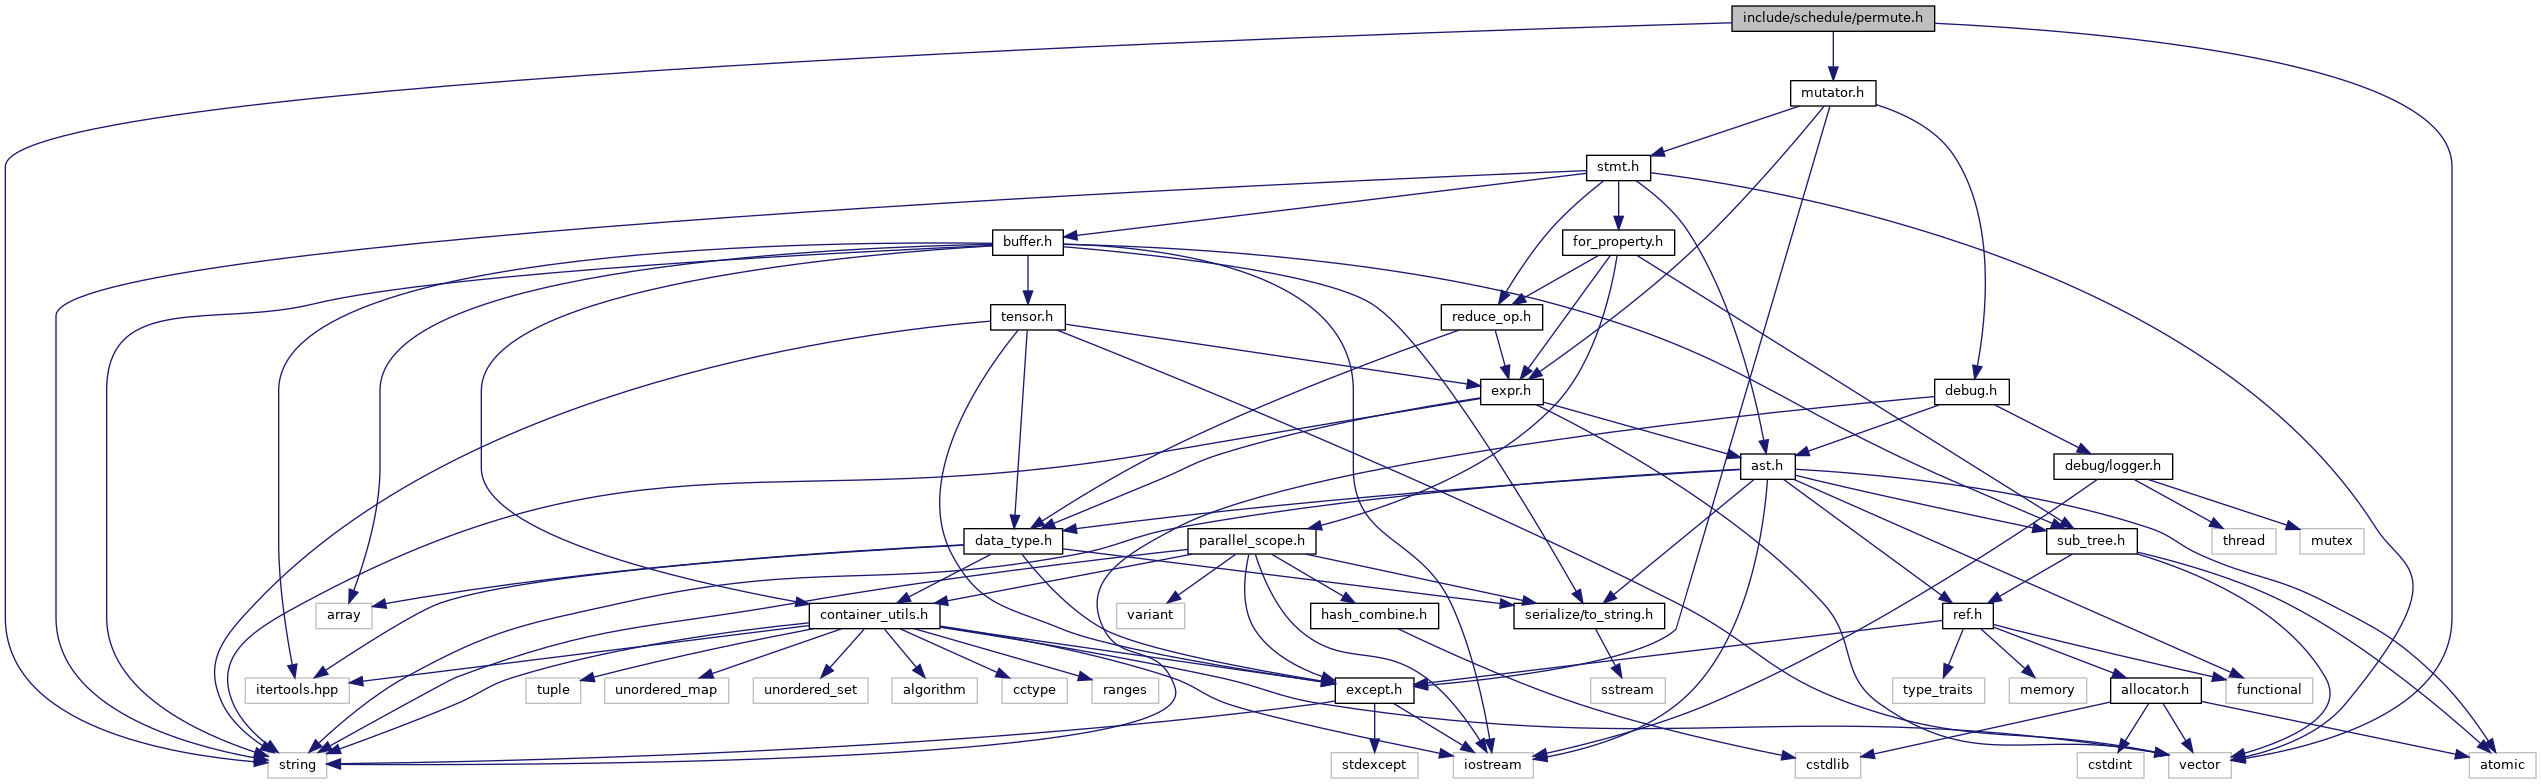 include/schedule/permute.h
mutator.h
stmt.h
buffer.h
for_property.h
tensor.h
reduce_op.h
expr.h
debug.h
ast.h
debug/logger.h
data_type.h
parallel_scope.h
sub_tree.h
thread
mutex
array
container_utils.h
variant
hash_combine.h
serialize/to_string.h
ref.h
itertools.hpp
tuple
unordered_map
unordered_set
algorithm
cctype
ranges
except.h
sstream
type_traits
memory
allocator.h
functional
string
stdexcept
iostream
cstdlib
cstdint
vector
atomic